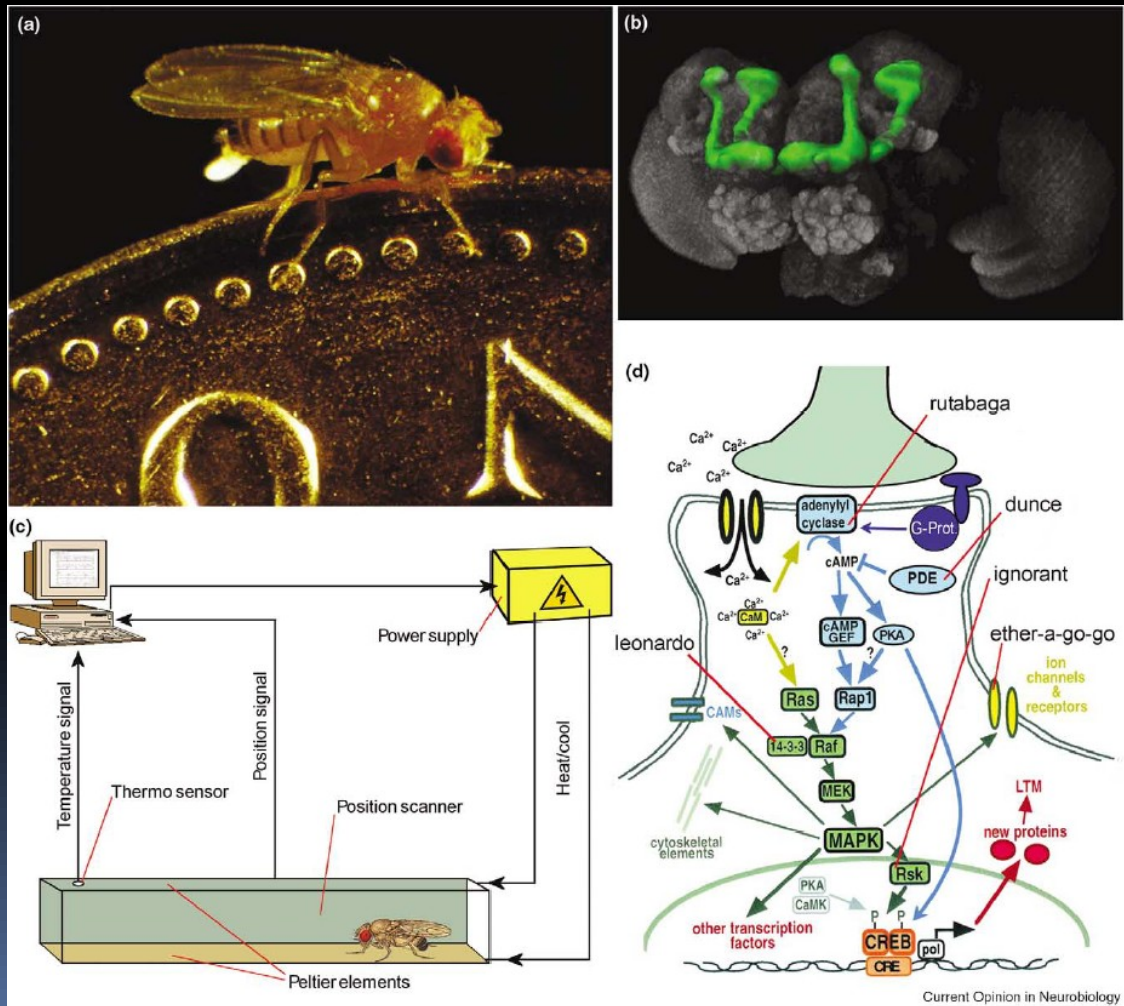 (a)
O
(b)
(c)
Power supply
Temperature signal
Position signal
Heat/cool
Thermo sensor
Position scanner
Peltier elements
(d)
rutabaga
Ca2+
Ca2+
Ca2+
Ca2+
adenylyl
cyclase
G-Prot.
dunce
cAMP
PDE
Ca2+
ignorant
Ca2+
Ca2+ CaM Ca2+
Ca2+
cAMP
GEF
PKA
ether-a-go-go
leonardo
?
?
ion
channels
&
receptors
Ras
Rap1
CAMs
14-3-3
Raf
MEK
LTM
cytoskeletal
elements
MAPK
new proteins
Rsk
PKA
CaMK
P
P
other transcription
factors
CREB
pol
CRE
Current Opinion in Neurobiology